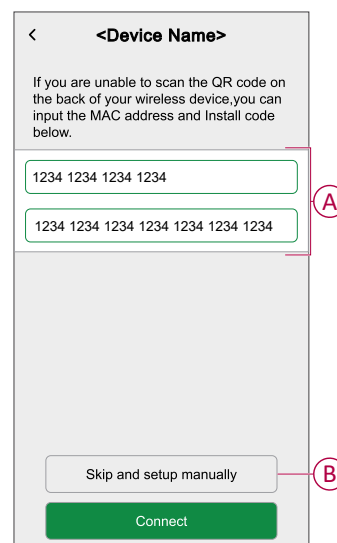 <
<Device Name>
If you are unable to scan the QR code on
the back of your wireless device,you can
input the MAC address and Install code
below.
1234 1234 1234 1234
1234 1234 1234 1234 1234 1234 1234
A
Skip and setup manually
B
Connect